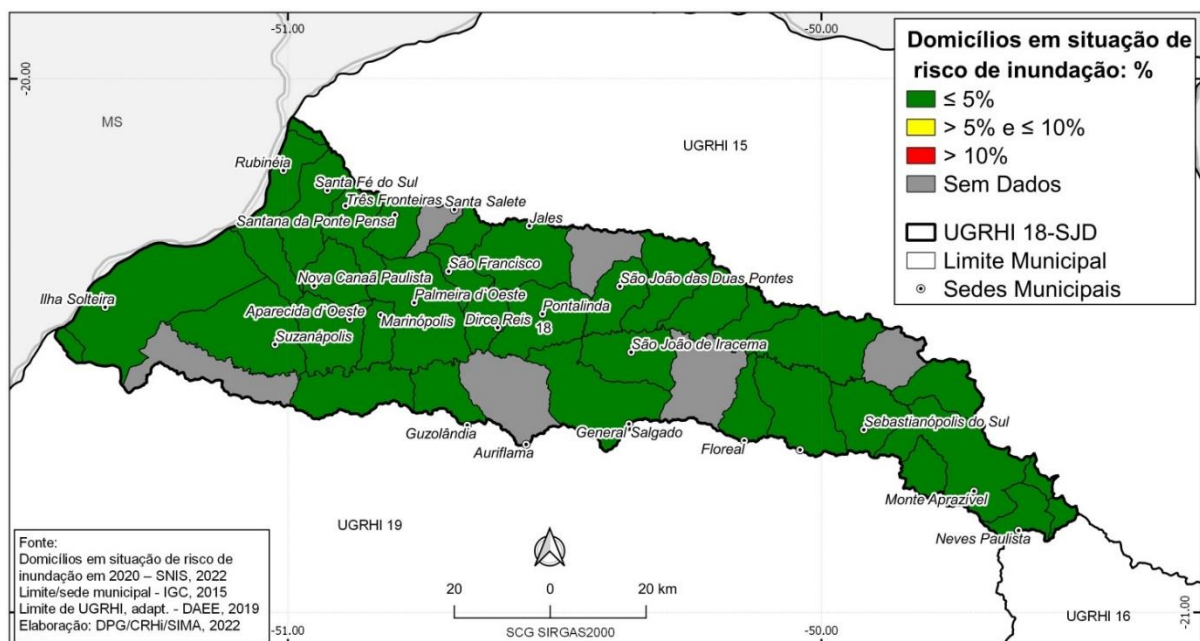 -51.00
-50.00
-20.00
MS
UGRHI 15
Domicílios em situação de
risco de inundação: %
≤ 5%
> 5% e ≤ 10%
> 10%
Sem Dados
UGRHI 18-SJD
Limite Municipal
Sedes Municipais
Rubinéia
Santa Fé do Sul
Três Fronteiras
Santa Salete
Santana da Ponte Pensa
Jales
São Francisco
Nova Canaã Paulista
São João das Duas Pontes
Ilha Solteira
Palmeira d'Oeste
Aparecida d'Oeste
Marinópolis
Dirce Reis
Pontalinda
18
Suzanápolis
São João de Iracema
Guzolândia
General Salgado
Sebastianópolis do Sul
Auriflama
Floreal
Monte Aprazível
Neves Paulista
UGRHI 19
UGRHI 16
Fonte:
Domicílios em situação de risco de
inundação em 2020 – SNIS, 2022
Limite/sede municipal - IGC, 2015
Limite de UGRHI, adapt. - DAEE, 2019
Elaboração: DPG/CRHi/SIMA, 2022
20 0 20 km
SCG SIRGAS2000
-51.00
-50.00
-21.00